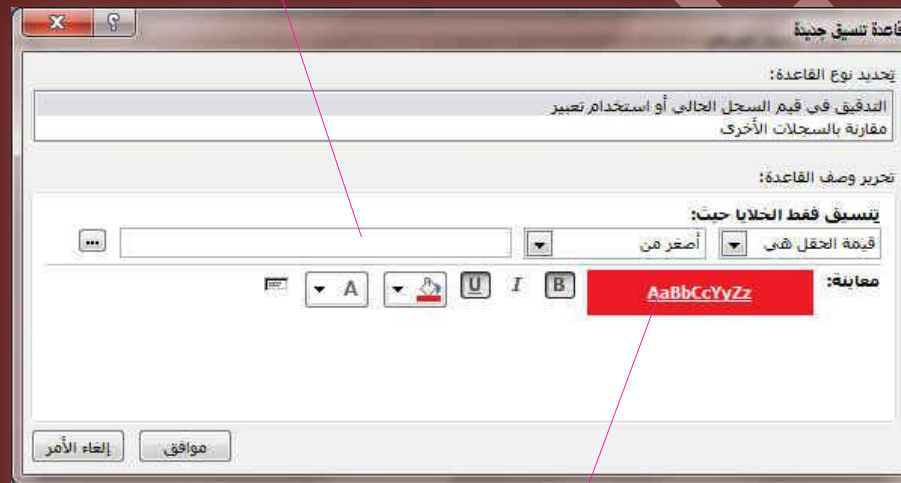 قاعدة تنسيق جديدة
تحديد نوع القاعدة:
التدقيق في قيم السجل الحالي أو استخدام تعبير
مقارنة بالسجلات الأخرى
تحرير وصف القاعدة:
تنسيق فقط الخلايا حيث:
قيمة الحقل هي أصغر من ...
معاينة: AaBbCcYyZz B I U A
موافق إلغاء الأمر